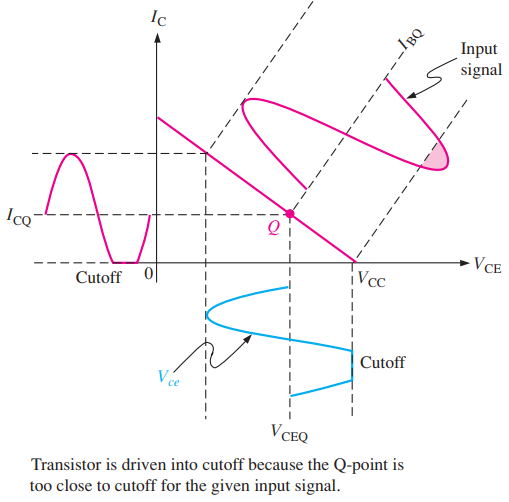 I_C
I_BQ
Input
signal
I_CQ
Q
Cutoff
0
V_CC
V_CE
V_ce
Cutoff
V_CEQ
Transistor is driven into cutoff because the Q-point is
too close to cutoff for the given input signal.